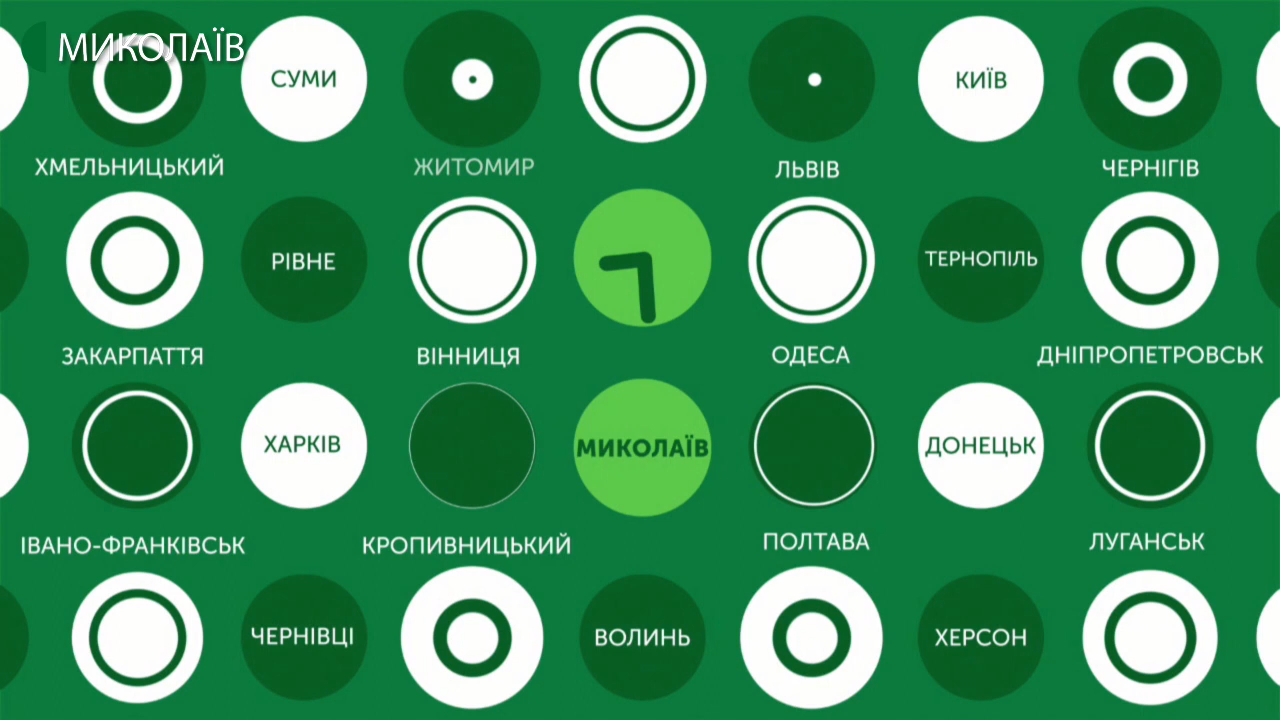 МИКОЛАЇВ
СУМИ
КИЇВ
ХМЕЛЬНИЦЬКИЙ
ЖИТОМИР
ЛЬВІВ
ЧЕРНІГІВ
РІВНЕ
ТЕРНОПІЛЬ
ЗАКАРПАТТЯ
ВІННИЦЯ
ОДЕСА
ДНІПРОПЕТРОВСЬК
ХАРКІВ
МИКОЛАЇВ
ДОНЕЦЬК
ІВАНО-ФРАНКІВСЬК
КРОПИВНИЦЬКИЙ
ПОЛТАВА
ЛУГАНСЬК
ЧЕРНІВЦІ
ВОЛИНЬ
ХЕРСОН